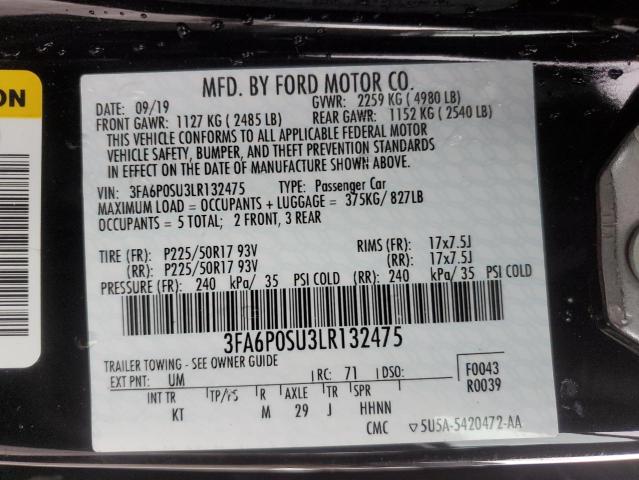 ON
MFD. BY FORD MOTOR CO.
DATE: 09/19 GVWR: 2259 KG ( 4980 LB)
FRONT GAWR: 1127 KG ( 2485 LB) REAR GAWR: 1152 KG ( 2540 LB)
THIS VEHICLE CONFORMS TO ALL APPLICABLE FEDERAL MOTOR
VEHICLE SAFETY, BUMPER, AND THEFT PREVENTION STANDARDS
IN EFFECT ON THE DATE OF MANUFACTURE SHOWN ABOVE.
VIN: 3FA6P0SU3LR132475 TYPE: Passenger Car
MAXIMUM LOAD = OCCUPANTS + LUGGAGE = 375KG/ 827LB
OCCUPANTS = 5 TOTAL; 2 FRONT, 3 REAR
TIRE (FR): P225/50R17 93V RIMS (FR): 17x7.5J
(RR): P225/50R17 93V (RR): 17x7.5J
PRESSURE (FR): 240 kPa/ 35 PSI COLD (RR): 240 kPa/ 35 PSI COLD
3FA6P0SU3LR132475
TRAILER TOWING - SEE OWNER GUIDE
EXT PNT: UM RC: 71 DSO: F0043
R0039
INT TR TP/PS R AXLE TR SPR
KT M 29 J HHNN
CMC ▽5U5A-5420472-AA